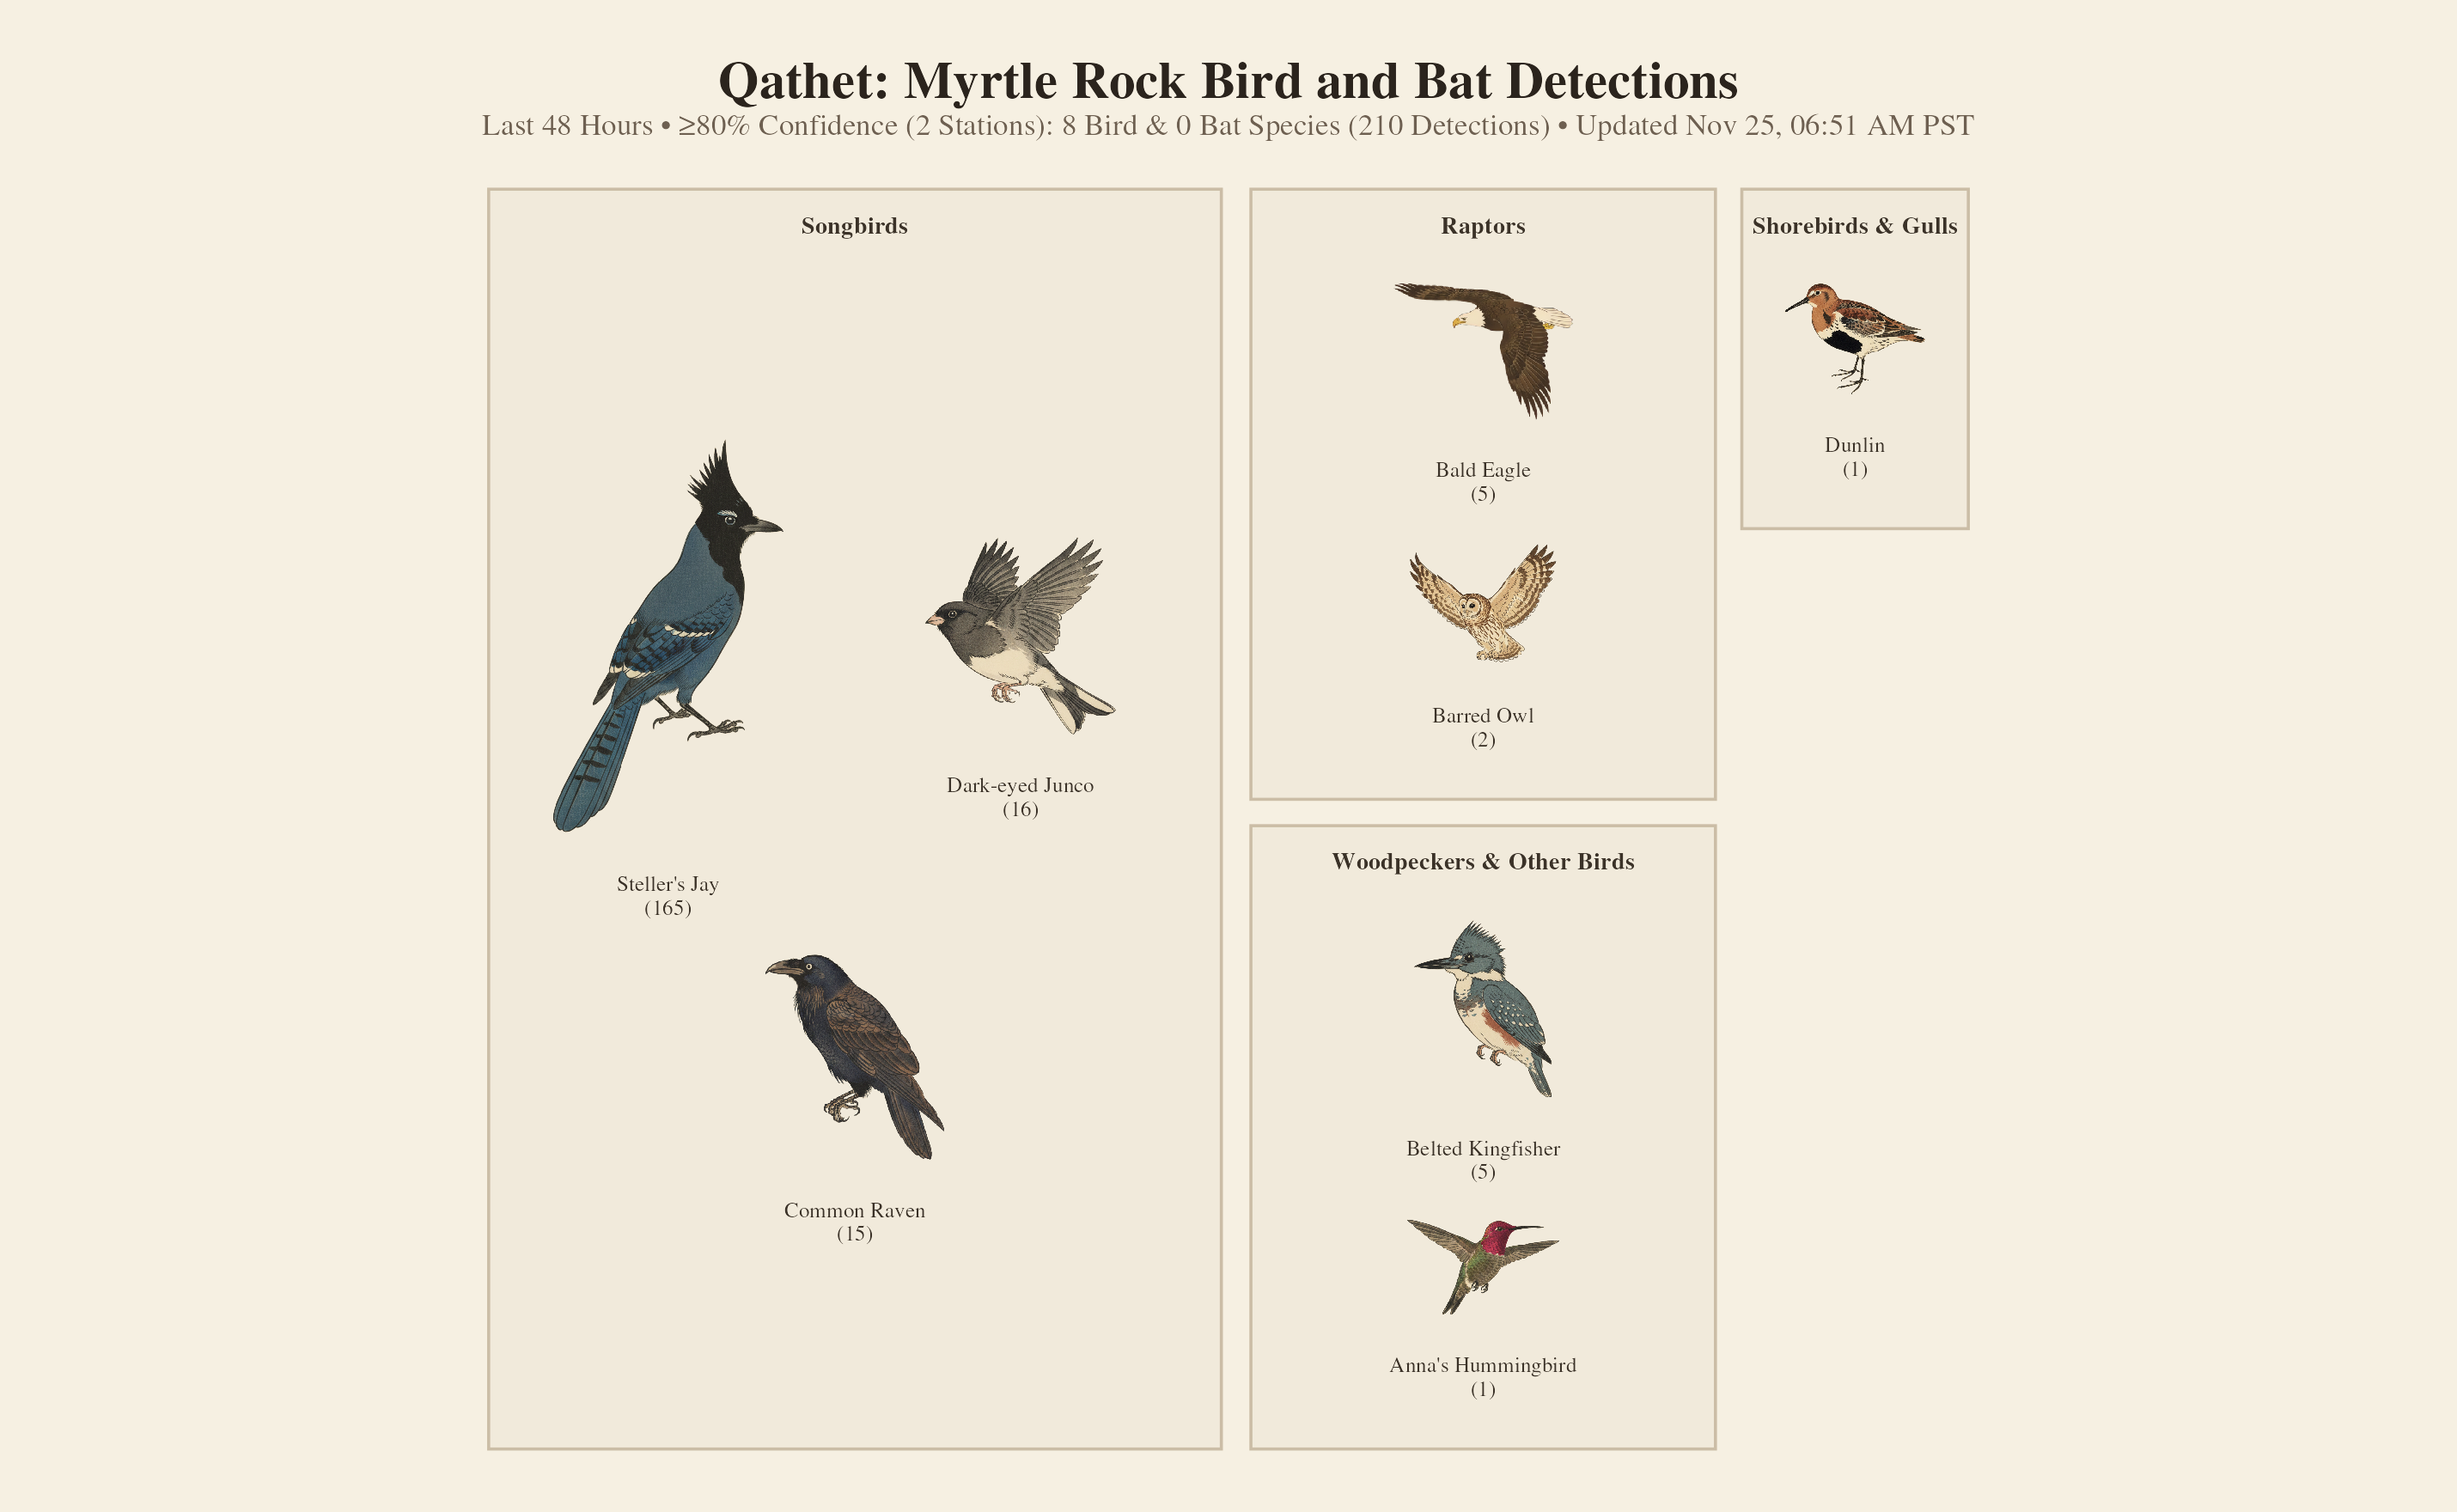 Qathet: Myrtle Rock Bird and Bat Detections
Last 48 Hours • ≥80% Confidence (2 Stations): 8 Bird & 0 Bat Species (210 Detections) • Updated Nov 25, 06:51 AM PST
Songbirds
Steller's Jay
(165)
Dark-eyed Junco
(16)
Common Raven
(15)
Raptors
Bald Eagle
(5)
Barred Owl
(2)
Woodpeckers & Other Birds
Belted Kingfisher
(5)
Anna's Hummingbird
(1)
Shorebirds & Gulls
Dunlin
(1)